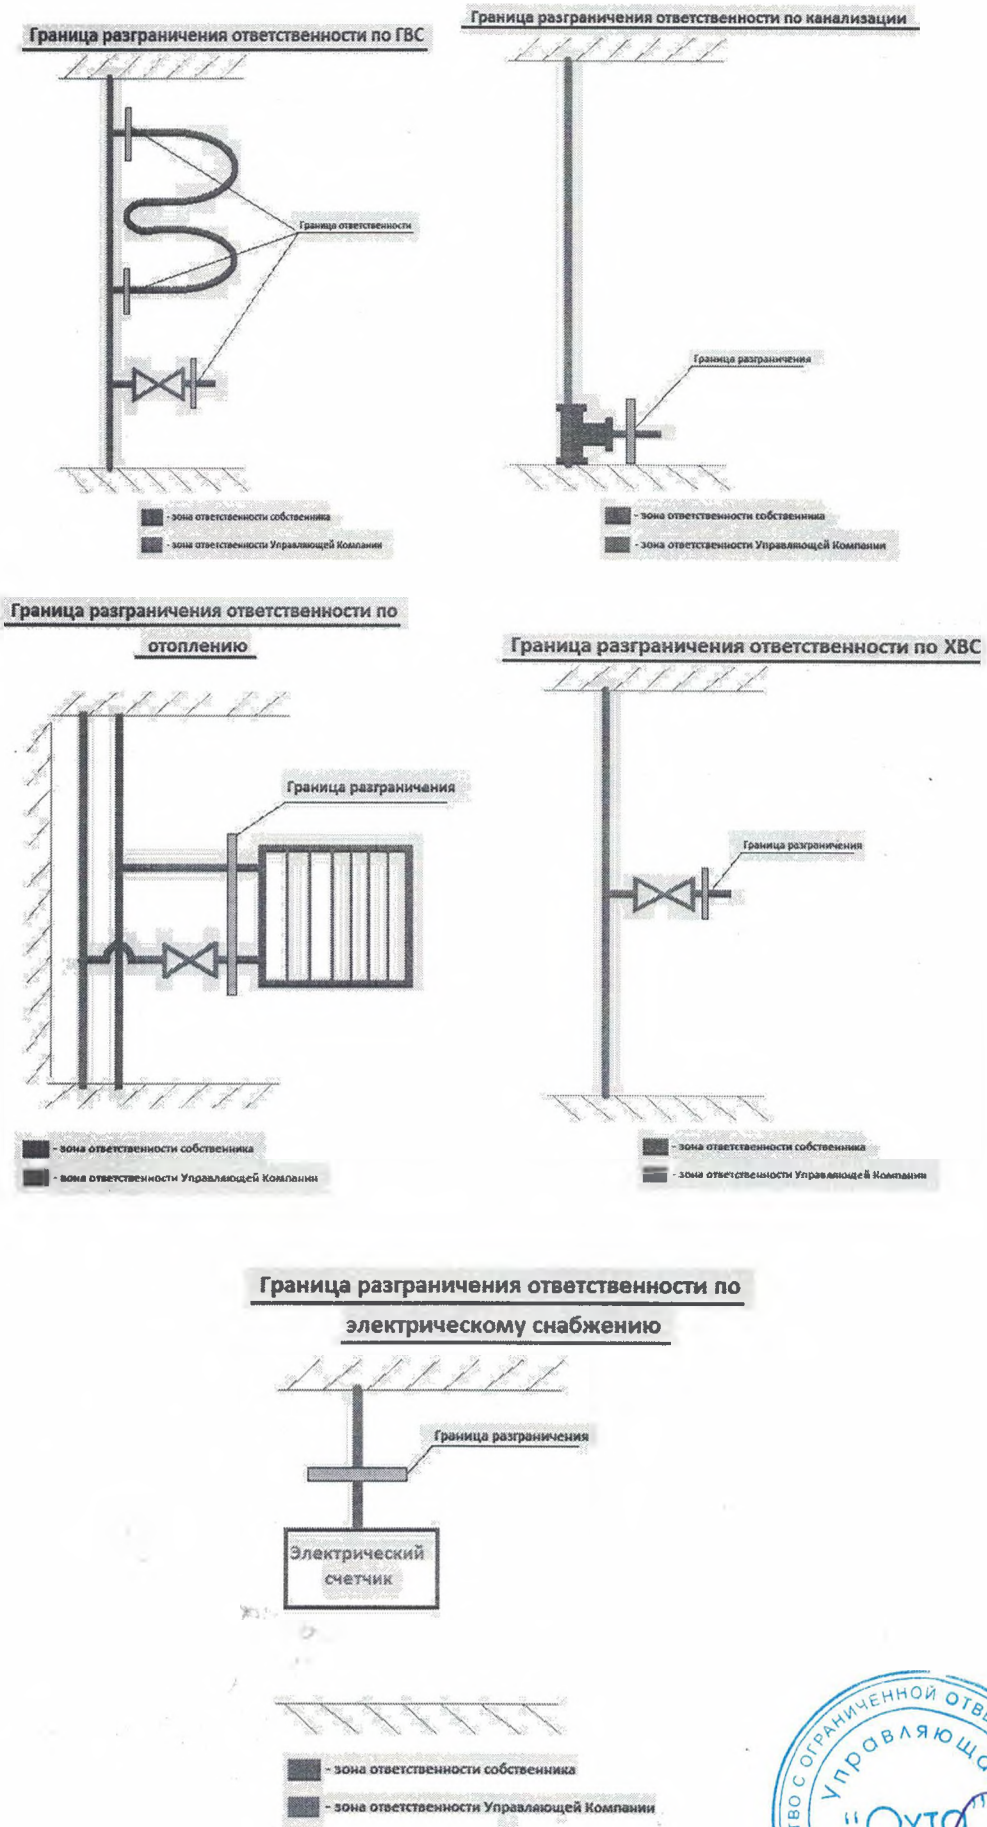 Граница разграничения ответственности по ГВС
Граница ответственности
- зона ответственности собственника
- зона ответственности Управляющей Компании
Граница разграничения ответственности по канализации
Граница разграничения
- зона ответственности собственника
- зона ответственности Управляющей Компании
Граница разграничения ответственности по
отоплению
Граница разграничения
- зона ответственности собственника
- зона ответственности Управляющей Компании
Граница разграничения ответственности по ХВС
Граница разграничения
- зона ответственности собственника
- зона ответственности Управляющей Компании
Граница разграничения ответственности по
электрическому снабжению
Граница разграничения
Электрический
счетчик
- зона ответственности собственника
- зона ответственности Управляющей Компании
С ОГРАНИЧЕННОЙ
Управляющая